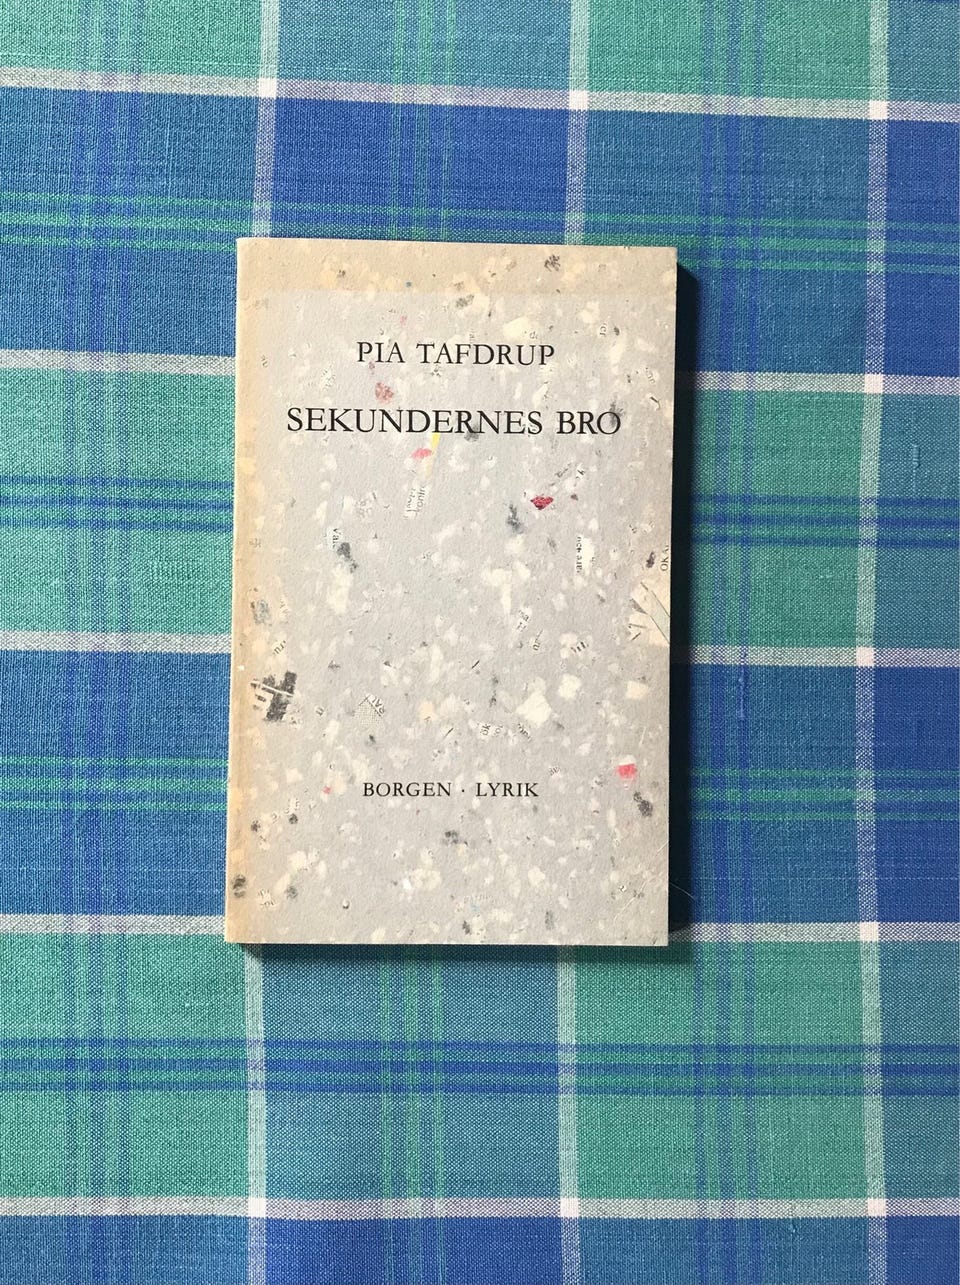 PIA TAFDRUP
SEKUNDERNES BRO
BORGEN · LYRIK